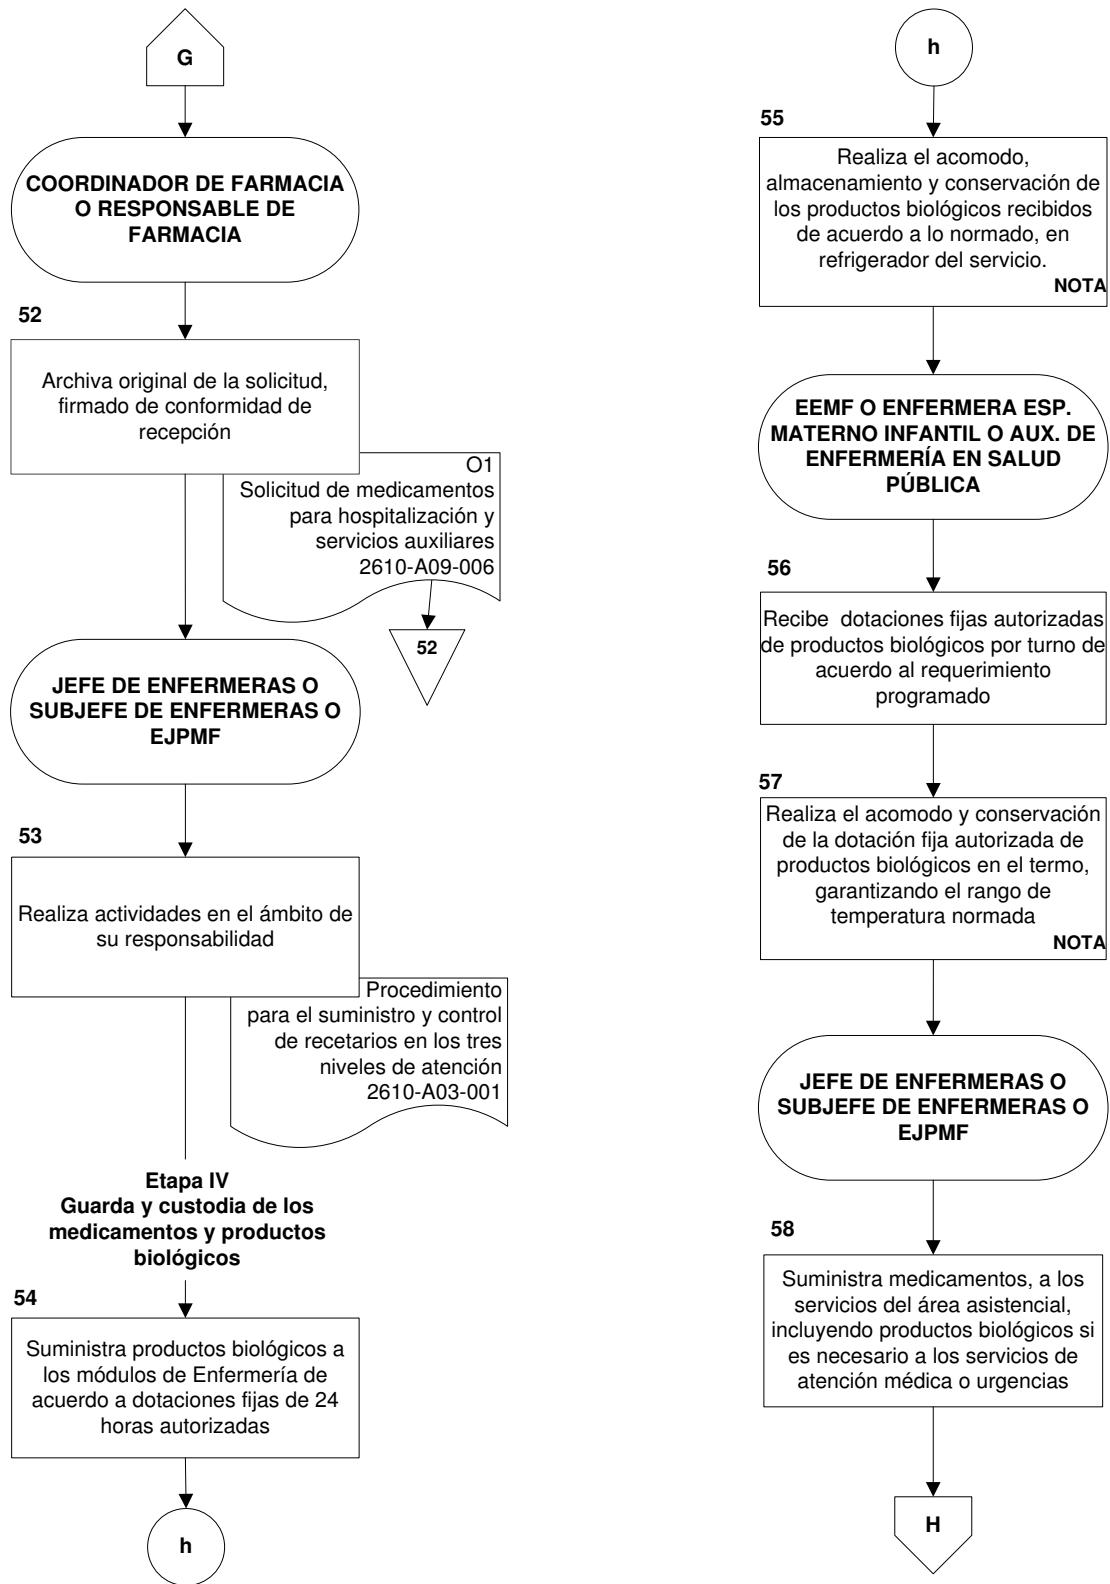 G
COORDINADOR DE FARMACIA
O RESPONSABLE DE
FARMACIA
52
Archiva original de la solicitud,
firmado de conformidad de
recepción
O1
Solicitud de medicamentos
para hospitalización y
servicios auxiliares
2610-A09-006
52
JEFE DE ENFERMERAS O
SUBJEFE DE ENFERMERAS O
EJPMF
53
Realiza actividades en el ámbito de
su responsabilidad
Procedimiento
para el suministro y control
de recetarios en los tres
niveles de atención
2610-A03-001
Etapa IV
Guarda y custodia de los
medicamentos y productos
biológicos
54
Suministra productos biológicos a
los módulos de Enfermería de
acuerdo a dotaciones fijas de 24
horas autorizadas
h
h
55
Realiza el acomodo,
almacenamiento y conservación de
los productos biológicos recibidos
de acuerdo a lo normado, en
refrigerador del servicio.
NOTA
EEMF O ENFERMERA ESP.
MATERNO INFANTIL O AUX. DE
ENFERMERÍA EN SALUD
PÚBLICA
56
Recibe dotaciones fijas autorizadas
de productos biológicos por turno de
acuerdo al requerimiento
programado
57
Realiza el acomodo y conservación
de la dotación fija autorizada de
productos biológicos en el termo,
garantizando el rango de
temperatura normada
NOTA
JEFE DE ENFERMERAS O
SUBJEFE DE ENFERMERAS O
EJPMF
58
Suministra medicamentos, a los
servicios del área asistencial,
incluyendo productos biológicos si
es necesario a los servicios de
atención médica o urgencias
H